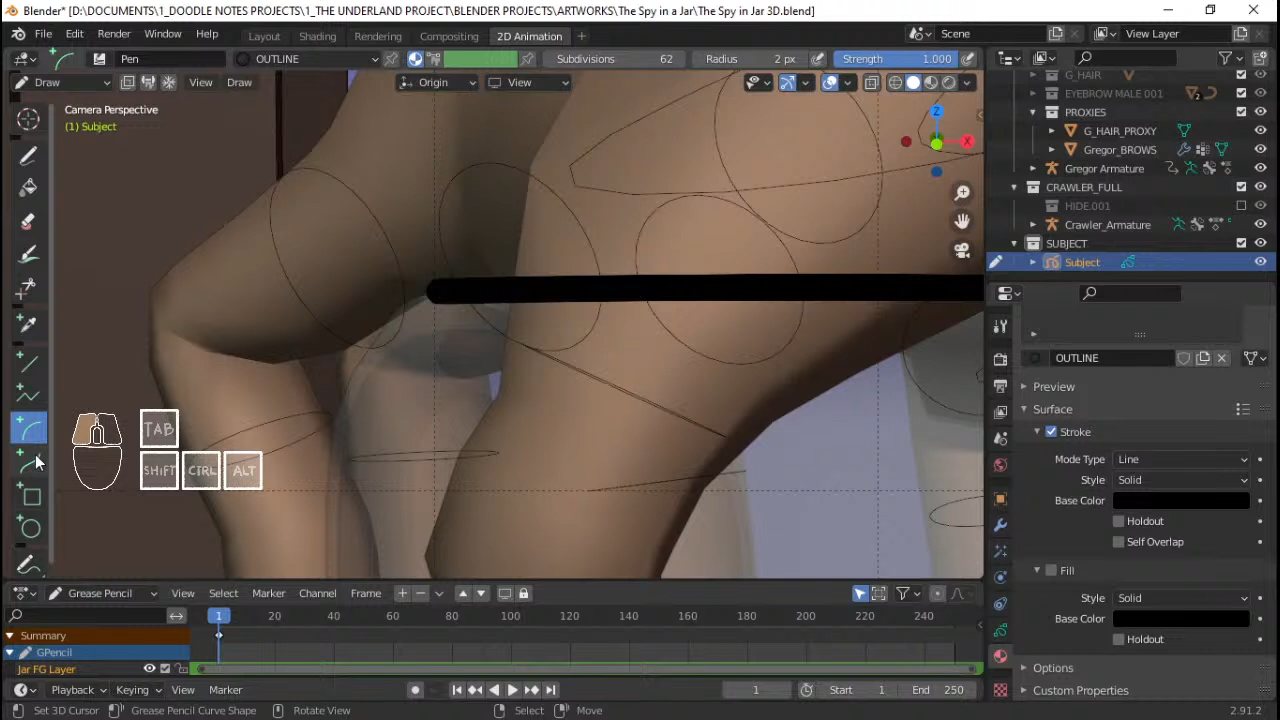 Blender* [D:\DOCUMENTS\1_DOODLE NOTES PROJECTS\1_THE UNDERLAND PROJECT\BLENDER PROJECTS\ARTWORKS\The Spy in a Jar\The Spy in Jar 3D.blend]
File Edit Render Window Help Layout Shading Rendering Compositing 2D Animation Scene View Layer
Pen OUTLINE Subdivisions 62 Radius 2 px Strength 1.000
Draw View Draw Origin View
Camera Perspective
(1) Subject
G_HAIR
EYEBROW MALE 001 2
PROXIES
G_HAIR_PROXY
Gregor_BROWS
Gregor Armature
CRAWLER_FULL
HIDE.001
Crawler_Armature
SUBJECT
Subject
Z
X
TAB
SHIFT CTRL ALT
OUTLINE
Preview
Surface
Stroke
Mode Type Line
Style Solid
Base Color
Holdout
Self Overlap
Fill
Style Solid
Base Color
Holdout
Options
Custom Properties
Grease Pencil View Select Marker Channel Frame
1 20 40 60 80 100 120 140 160 180 200 220 240
Summary
GPencil
Jar FG Layer
Playback Keying View Marker 1 Start 1 End 250
Set 3D Cursor Grease Pencil Curve Shape Rotate View Select Move 2.91.2